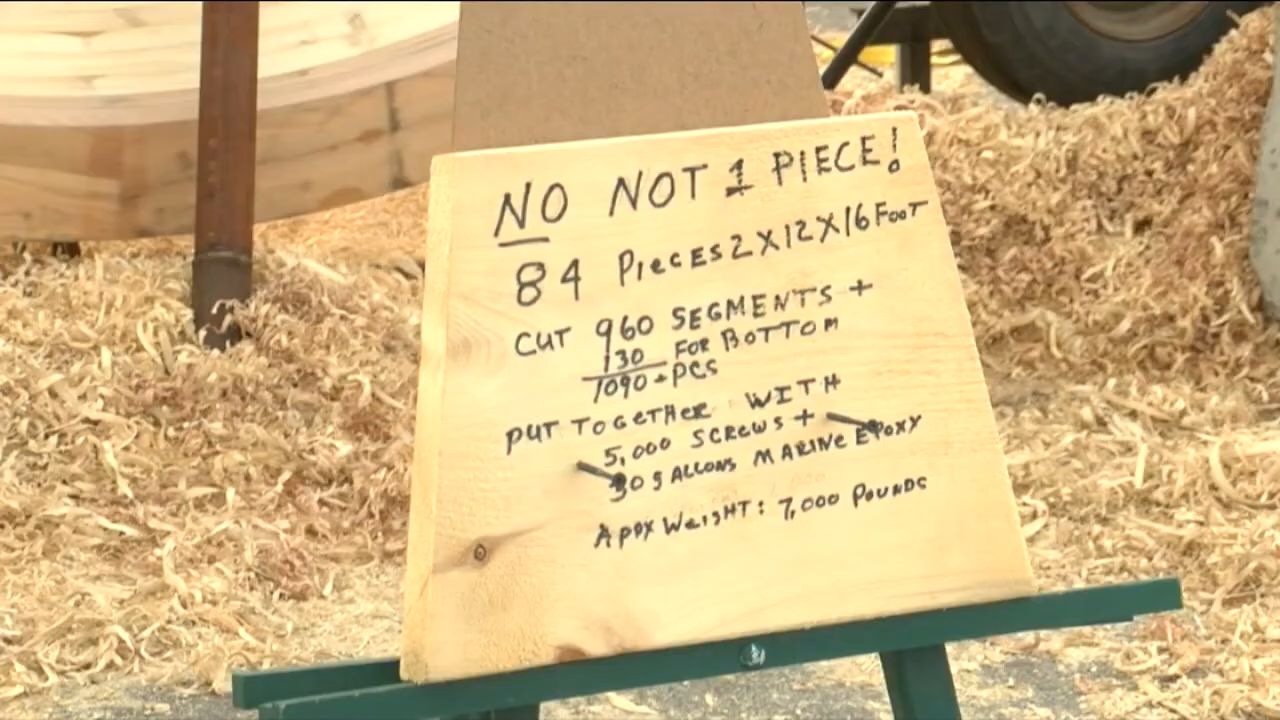 NO NOT 1 PIECE!
84 PIECES 2X12X16 FOOT
CUT 960 SEGMENTS +
130 FOR BOTTOM
1090 - PCS
PUT TOGETHER WITH
5,000 SCREWS +
30 GALLONS MARINE EPOXY
APOX WEIGHT: 7,000 POUNDS